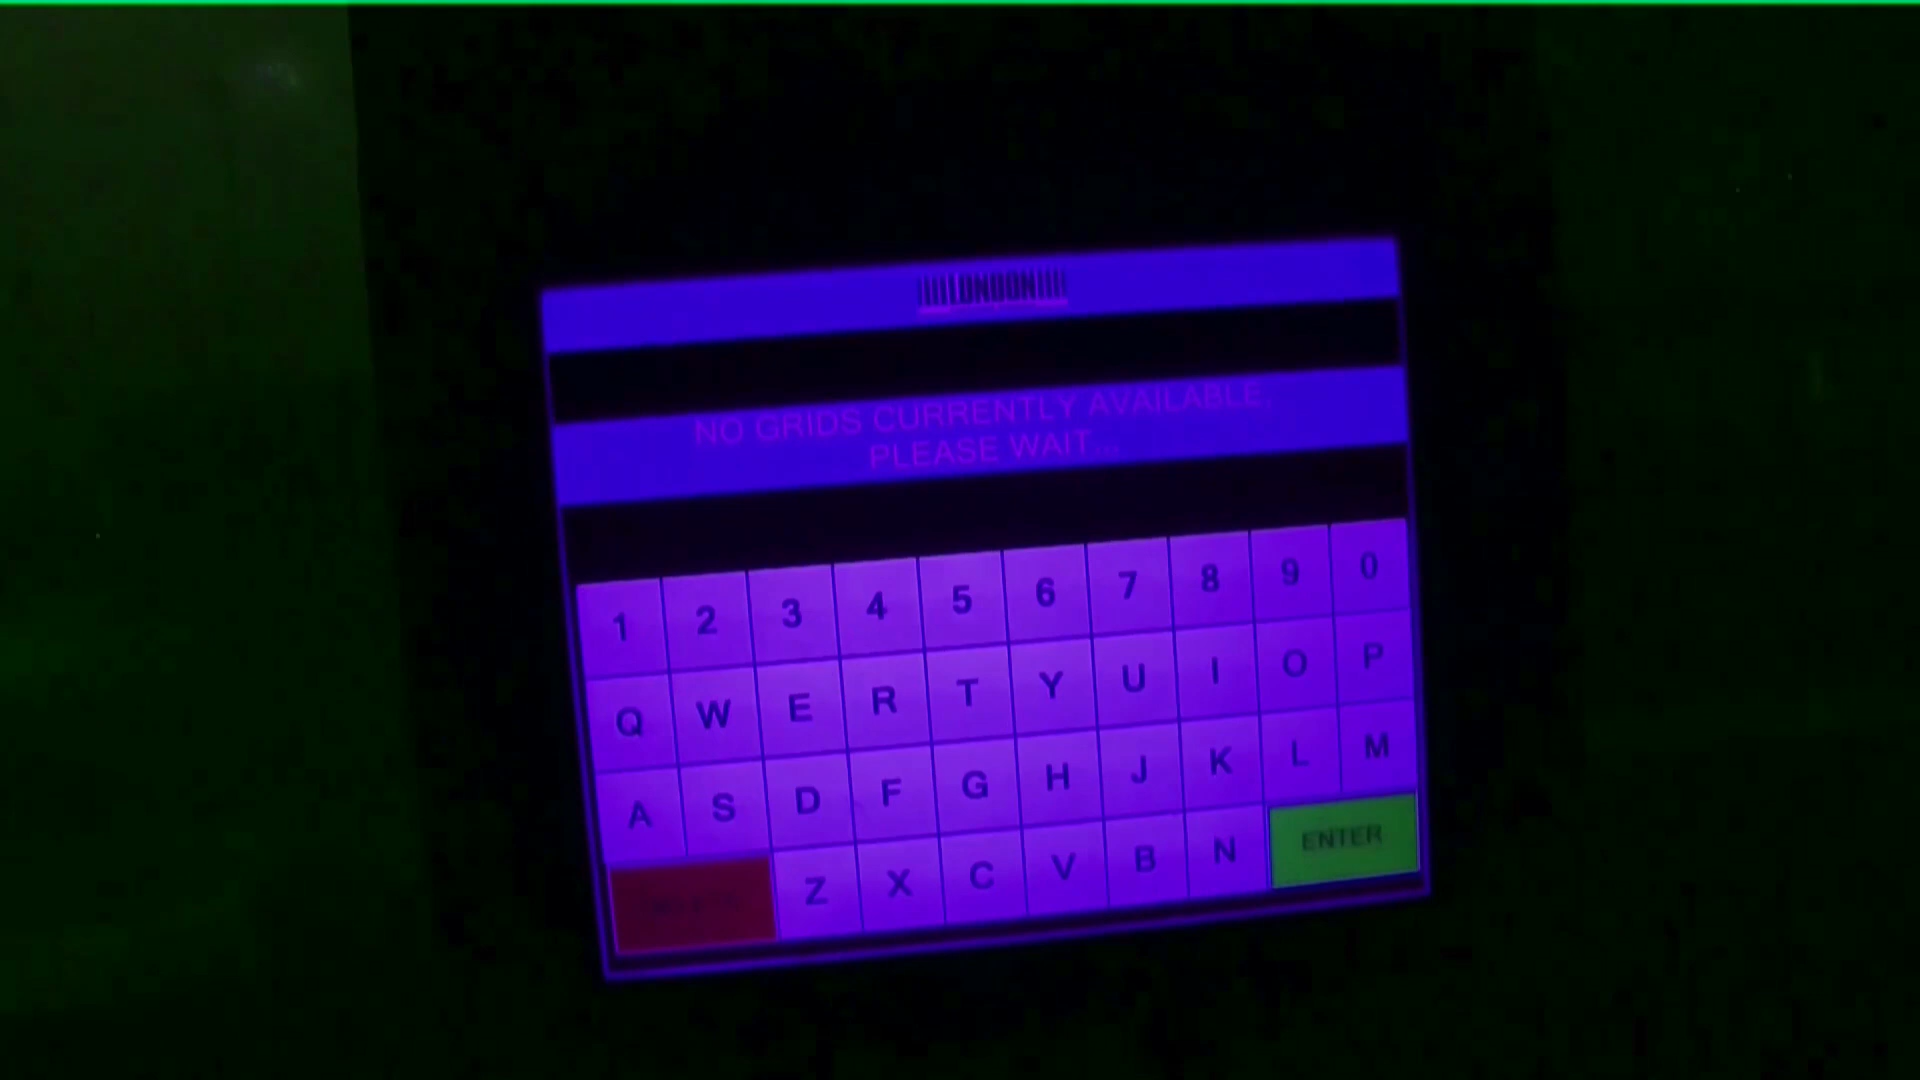 LONDON
NO GRIDS CURRENTLY AVAILABLE,
PLEASE WAIT...
1 2 3 4 5 6 7 8 9 0
Q W E R T Y U I O P
A S D F G H J K L M
Z X C V B N ENTER